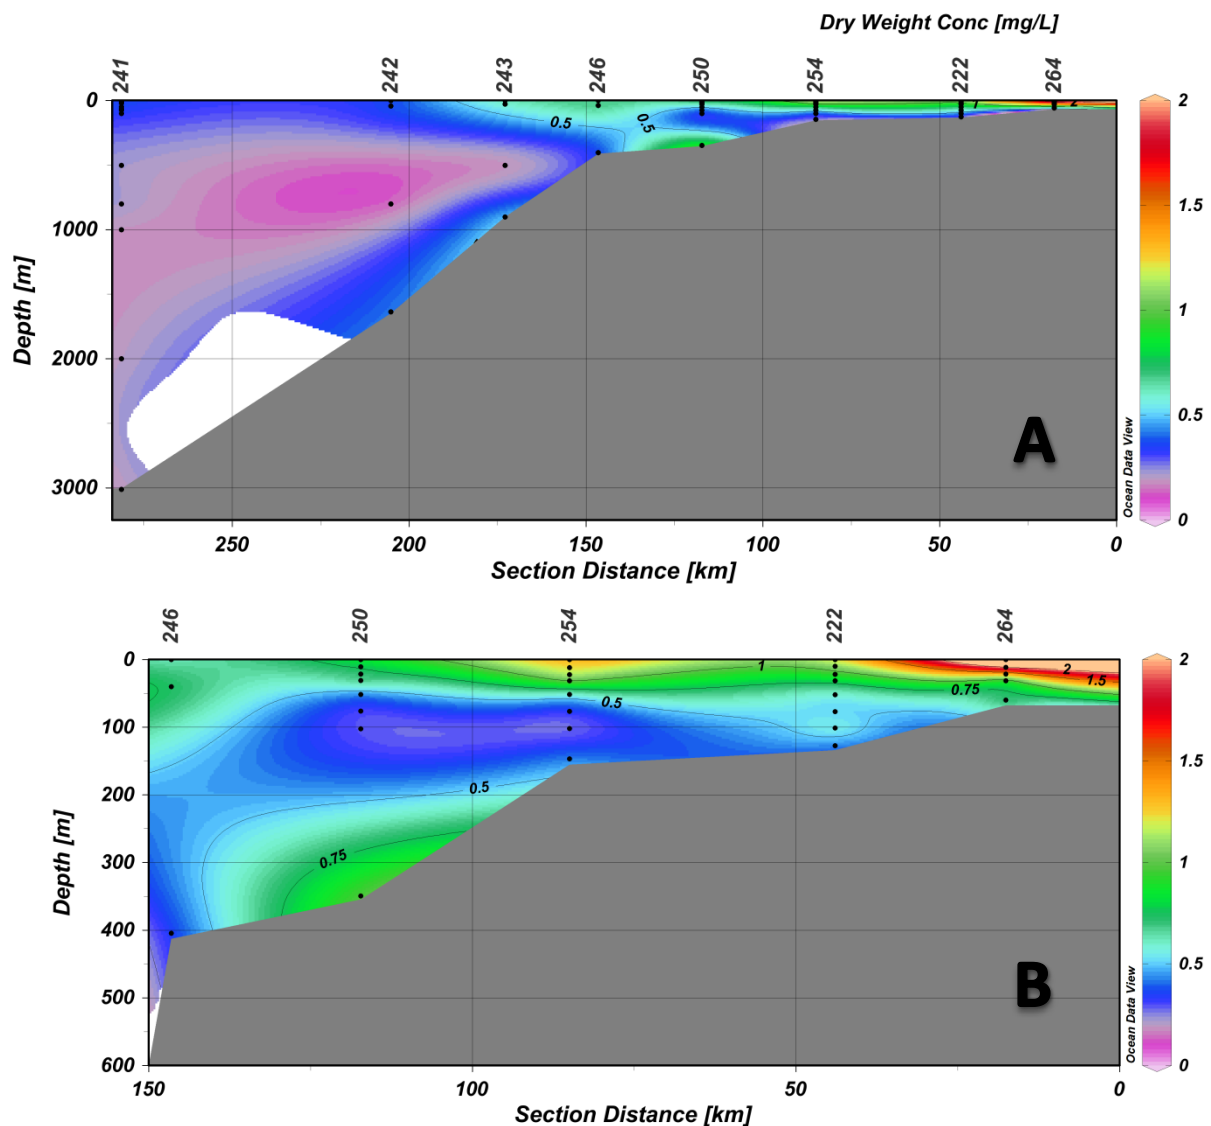 Dry Weight Conc [mg/L]
241 242 243 246 250 254 222 264
0 1000 2000 3000
Depth [m]
0.5 0.5 1 2
A
Ocean Data View
2 1.5 1 0.5 0
250 200 150 100 50 0
Section Distance [km]
246 250 254 222 264
0 100 200 300 400 500 600
Depth [m]
1 2 1.5 0.75 0.5 0.5 0.75
B
Ocean Data View
2 1.5 1 0.5 0
150 100 50 0
Section Distance [km]